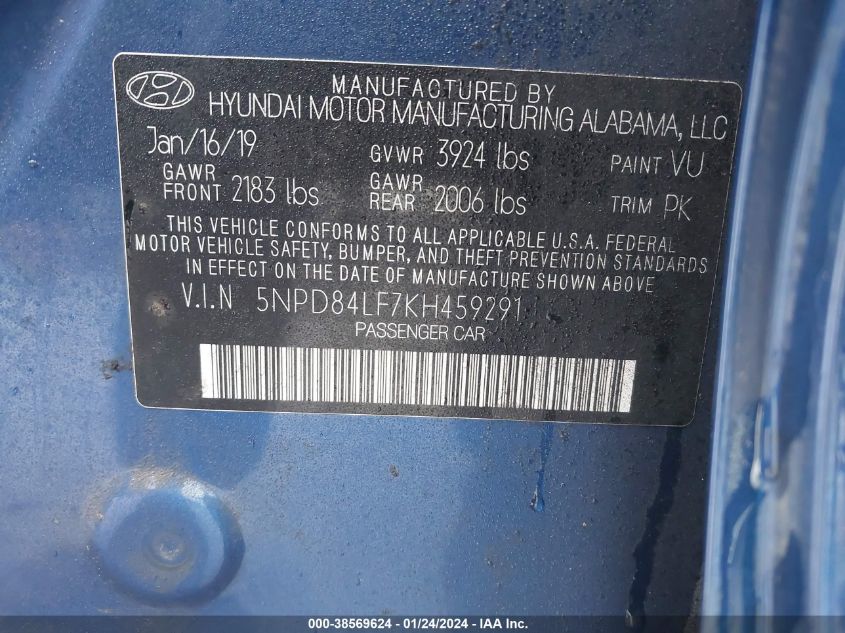 MANUFACTURED BY
HYUNDAI MOTOR MANUFACTURING ALABAMA, LLC
Jan/16/19 GVWR 3924 lbs PAINT VU
GAWR FRONT 2183 lbs GAWR REAR 2006 lbs TRIM PK
THIS VEHICLE CONFORMS TO ALL APPLICABLE U.S.A. FEDERAL
MOTOR VEHICLE SAFETY, BUMPER, AND THEFT PREVENTION STANDARDS
IN EFFECT ON THE DATE OF MANUFACTURE SHOWN ABOVE
V.I.N 5NPD84LF7KH459291
PASSENGER CAR
000-38569624 - 01/24/2024 - IAA Inc.